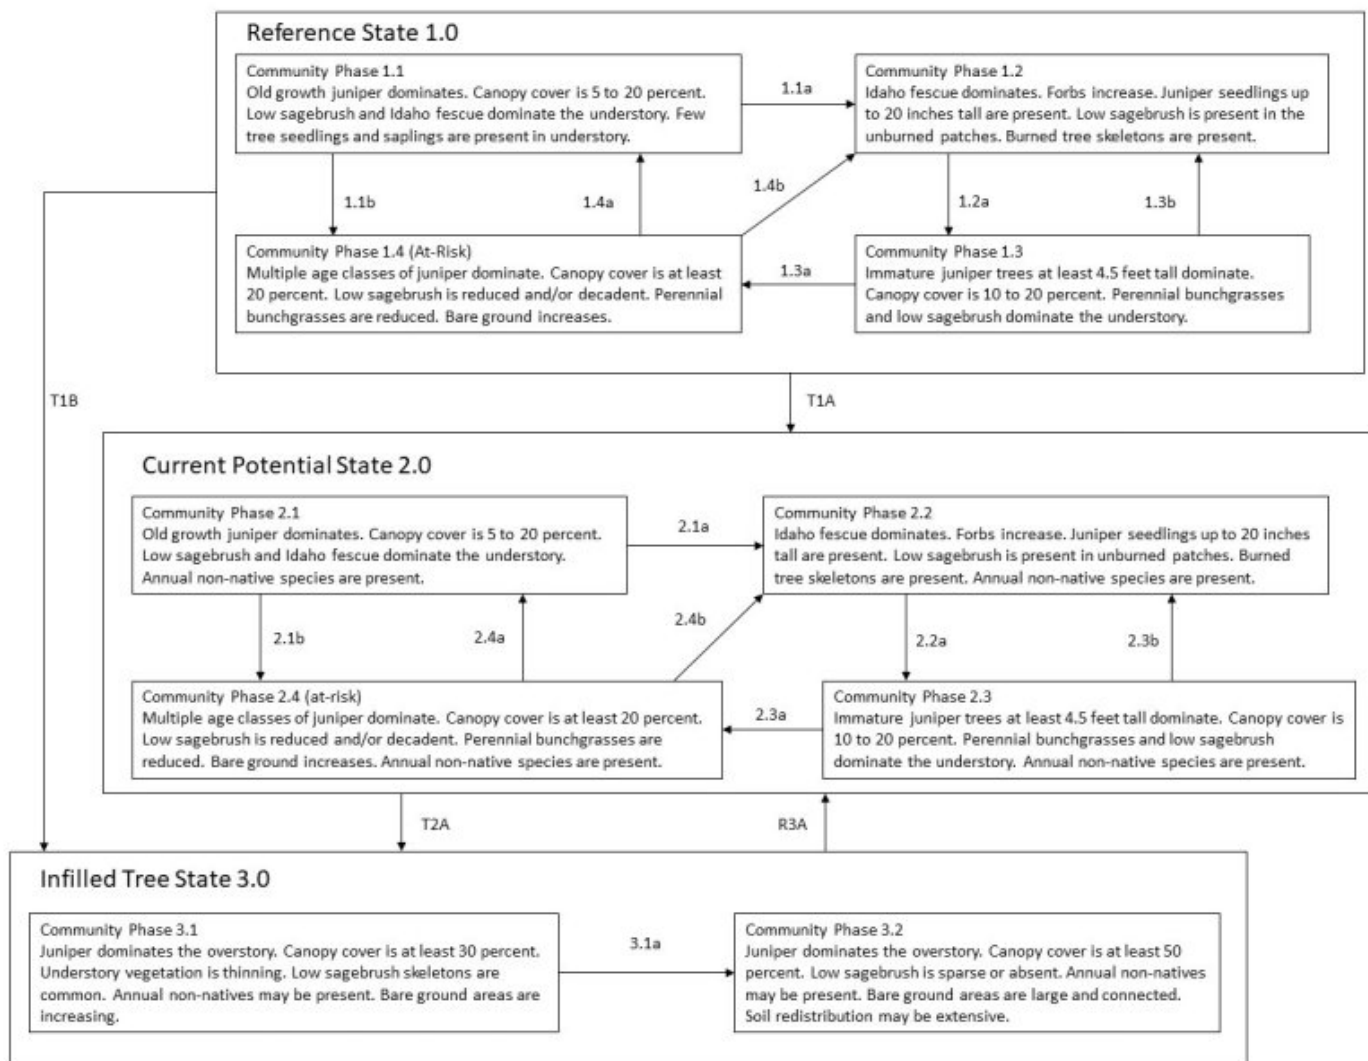 Reference State 1.0
Community Phase 1.1
Old growth juniper dominates. Canopy cover is 5 to 20 percent.
Low sagebrush and Idaho fescue dominate the understory. Few
tree seedlings and saplings are present in understory.
1.1a
Community Phase 1.2
Idaho fescue dominates. Forbs increase. Juniper seedlings up
to 20 inches tall are present. Low sagebrush is present in the
unburned patches. Burned tree skeletons are present.
1.1b
1.4a
1.4b
1.2a
1.3b
Community Phase 1.4 (At-Risk)
Multiple age classes of juniper dominate. Canopy cover is at least
20 percent. Low sagebrush is reduced and/or decadent. Perennial
bunchgrasses are reduced. Bare ground increases.
1.3a
Community Phase 1.3
Immature juniper trees at least 4.5 feet tall dominate.
Canopy cover is 10 to 20 percent. Perennial bunchgrasses
and low sagebrush dominate the understory.
T1B
T1A
Current Potential State 2.0
Community Phase 2.1
Old growth juniper dominates. Canopy cover is 5 to 20 percent.
Low sagebrush and Idaho fescue dominate the understory.
Annual non-native species are present.
2.1a
Community Phase 2.2
Idaho fescue dominates. Forbs increase. Juniper seedlings up to 20 inches
tall are present. Low sagebrush is present in unburned patches. Burned
tree skeletons are present. Annual non-native species are present.
2.1b
2.4a
2.4b
2.2a
2.3b
Community Phase 2.4 (at-risk)
Multiple age classes of juniper dominate. Canopy cover is at least 20 percent.
Low sagebrush is reduced and/or decadent. Perennial bunchgrasses are
reduced. Bare ground increases. Annual non-native species are present.
2.3a
Community Phase 2.3
Immature juniper trees at least 4.5 feet tall dominate. Canopy cover is
10 to 20 percent. Perennial bunchgrasses and low sagebrush
dominate the understory. Annual non-native species are present.
T2A
R3A
Infilled Tree State 3.0
Community Phase 3.1
Juniper dominates the overstory. Canopy cover is at least 30 percent.
Understory vegetation is thinning. Low sagebrush skeletons are
common. Annual non-natives may be present. Bare ground areas are
increasing.
3.1a
Community Phase 3.2
Juniper dominates the overstory. Canopy cover is at least 50
percent. Low sagebrush is sparse or absent. Annual non-natives
may be present. Bare ground areas are large and connected.
Soil redistribution may be extensive.